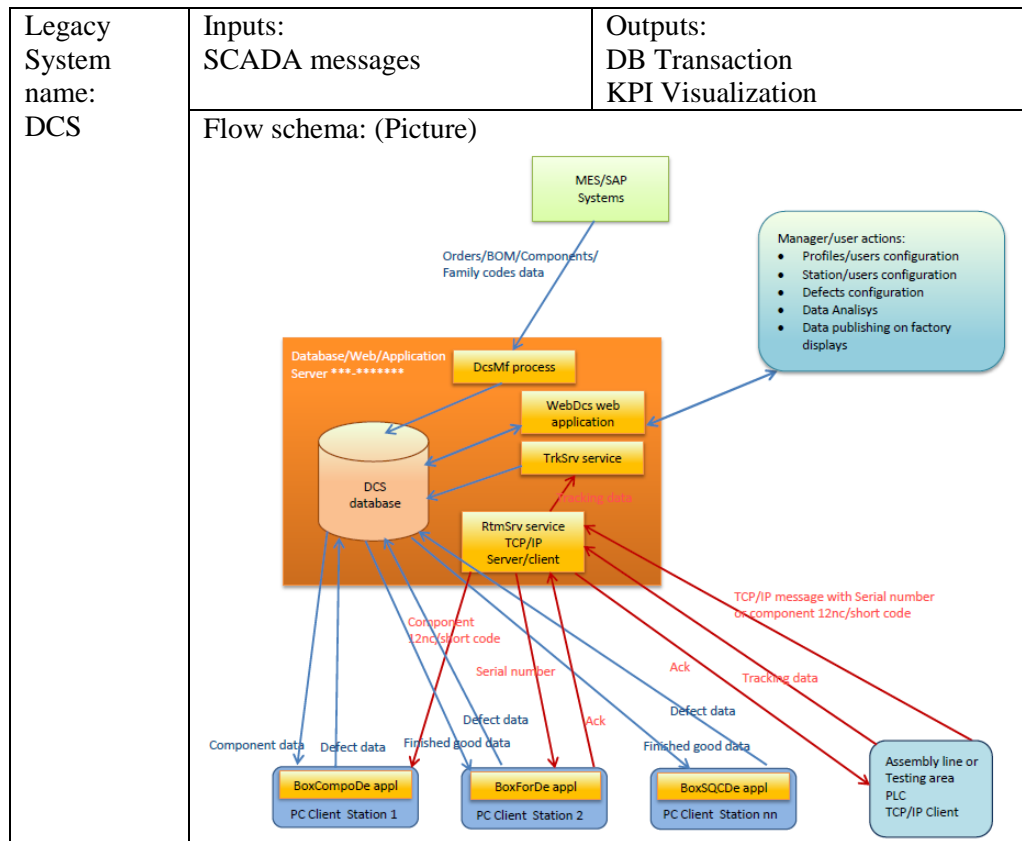 Legacy
System
name:
DCS
Inputs:
SCADA messages
Outputs:
DB Transaction
KPI Visualization
Flow schema: (Picture)
MES/SAP
Systems
Orders/BOM/Components/
Family codes data
Manager/user actions:
• Profiles/users configuration
• Station/users configuration
• Defects configuration
• Data Analisys
• Data publishing on factory
displays
Database/Web/Application
Server ***-*******
DcsMf process
WebDcs web
application
TrkSrv service
DCS
database
Tracking data
RtmSrv service
TCP/IP
Server/client
TCP/IP message with Serial number
or component 12nc/short code
Component
12nc/short code
Serial number
Ack
Tracking data
Defect data
Defect data
Ack
Component data
Defect data
Finished good data
Finished good data
BoxCompoDe appl
PC Client Station 1
BoxForDe appl
PC Client Station 2
BoxSQCDe appl
PC Client Station nn
Assembly line or
Testing area
PLC
TCP/IP Client